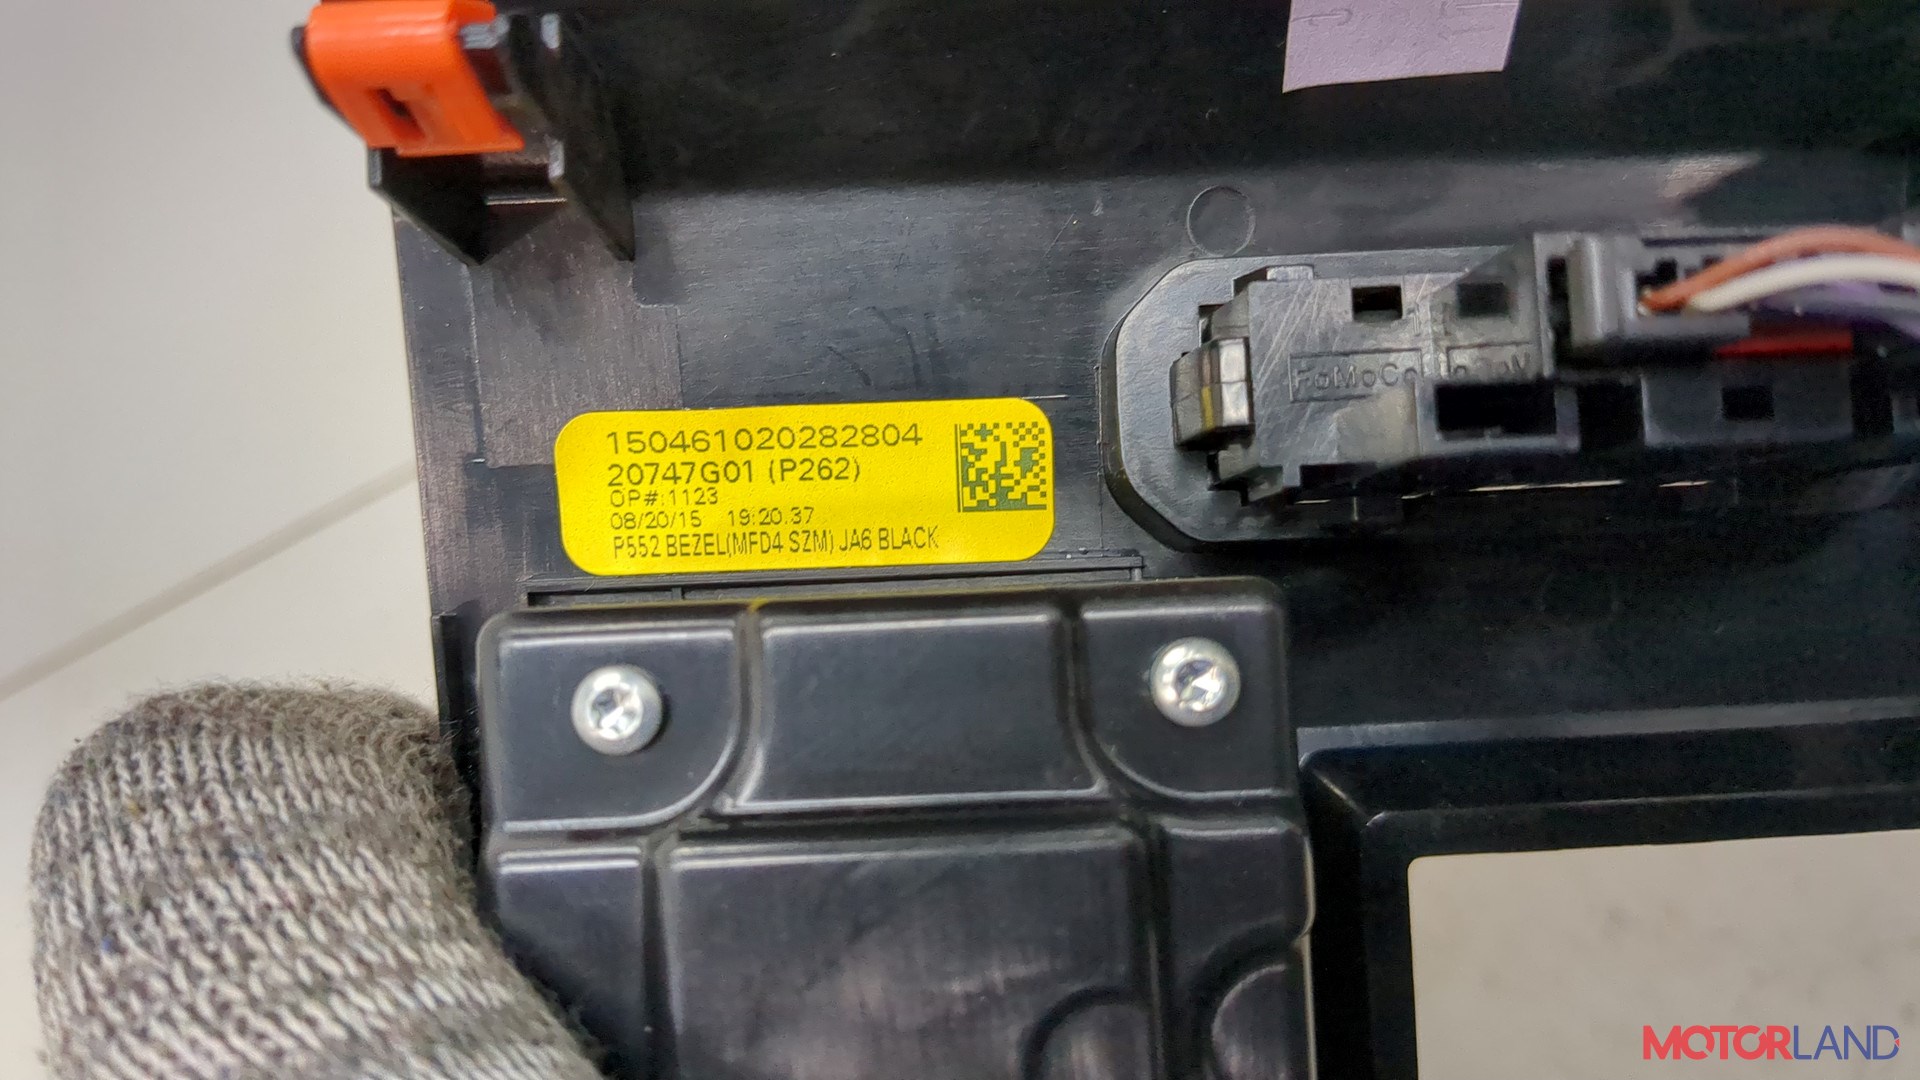 150461020282804
20747G01 (P262)
OP#:1123
08/20/15 19:20:37
P552 BEZEL(MFD4 SZM) JA6 BLACK
FoMoCo
MOTORLAND